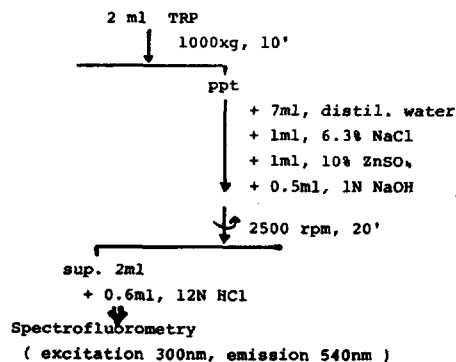 2 ml TRP
1000xg, 10'
ppt
+ 7ml, distil. water
+ 1ml, 6.3% NaCl
+ 1ml, 10% ZnSO₄
+ 0.5ml, 1N NaOH
2500 rpm, 20'
sup. 2ml
+ 0.6ml, 12N HCl
Spectrofluorometry
( excitation 300nm, emission 540nm )